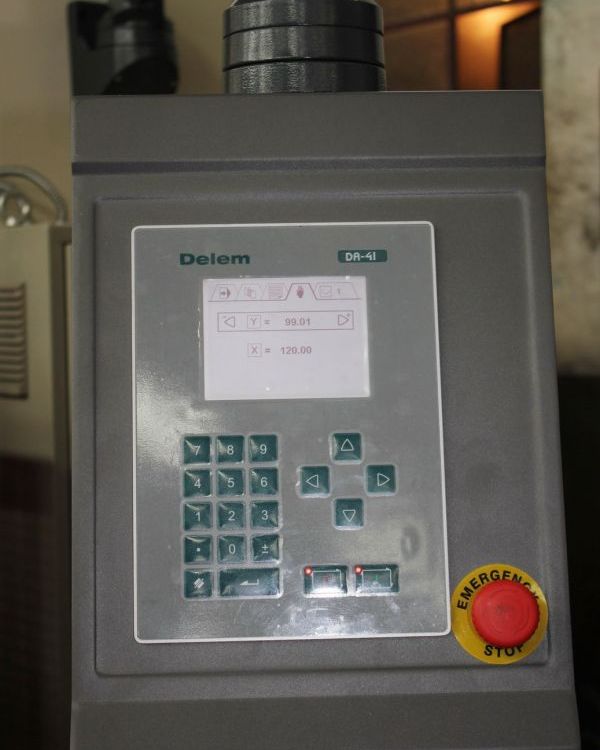 Delem DA-41
1
Y = 99.01
X = 120.00
7 8 9
4 5 6
1 2 3
. 0 ±
EMERGENCY
STOP